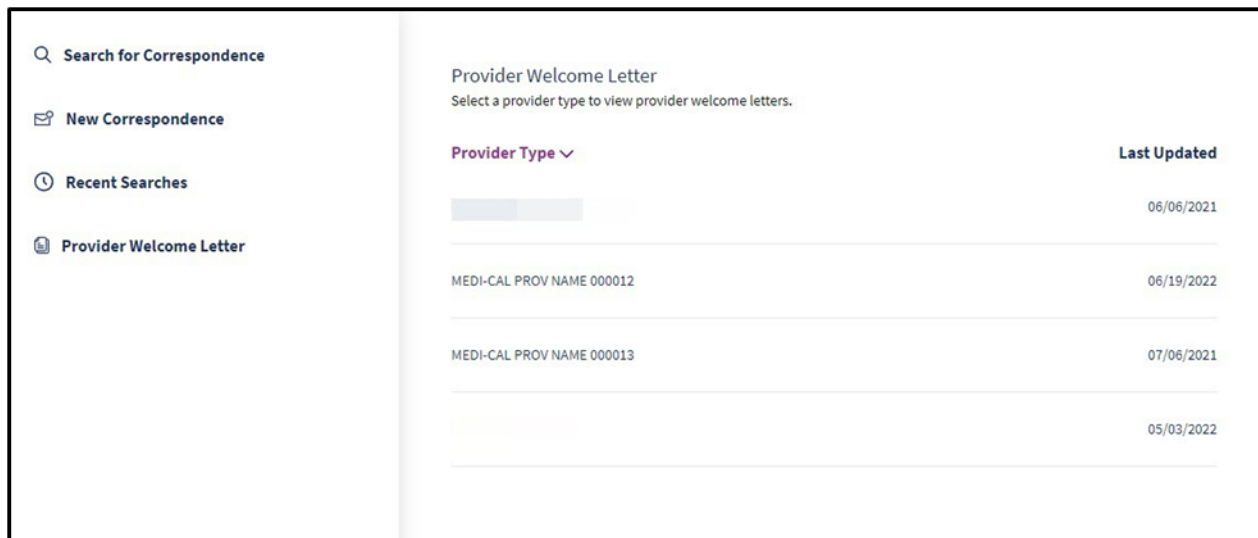 Search for Correspondence
New Correspondence
Recent Searches
Provider Welcome Letter
Provider Welcome Letter
Select a provider type to view provider welcome letters.
Provider Type Last Updated
06/06/2021
MEDI-CAL PROV NAME 000012 06/19/2022
MEDI-CAL PROV NAME 000013 07/06/2021
05/03/2022